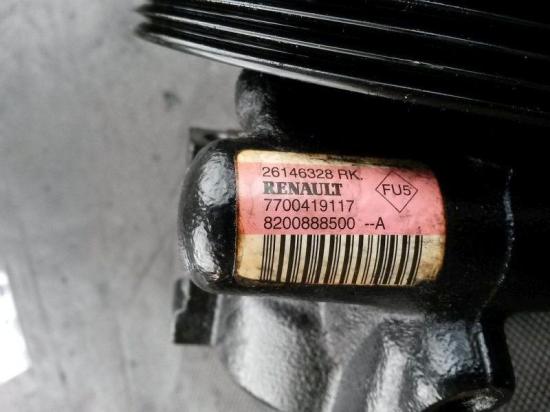 26146328 RK.
RENAULT
FU5
7700419117
8200888500 --A